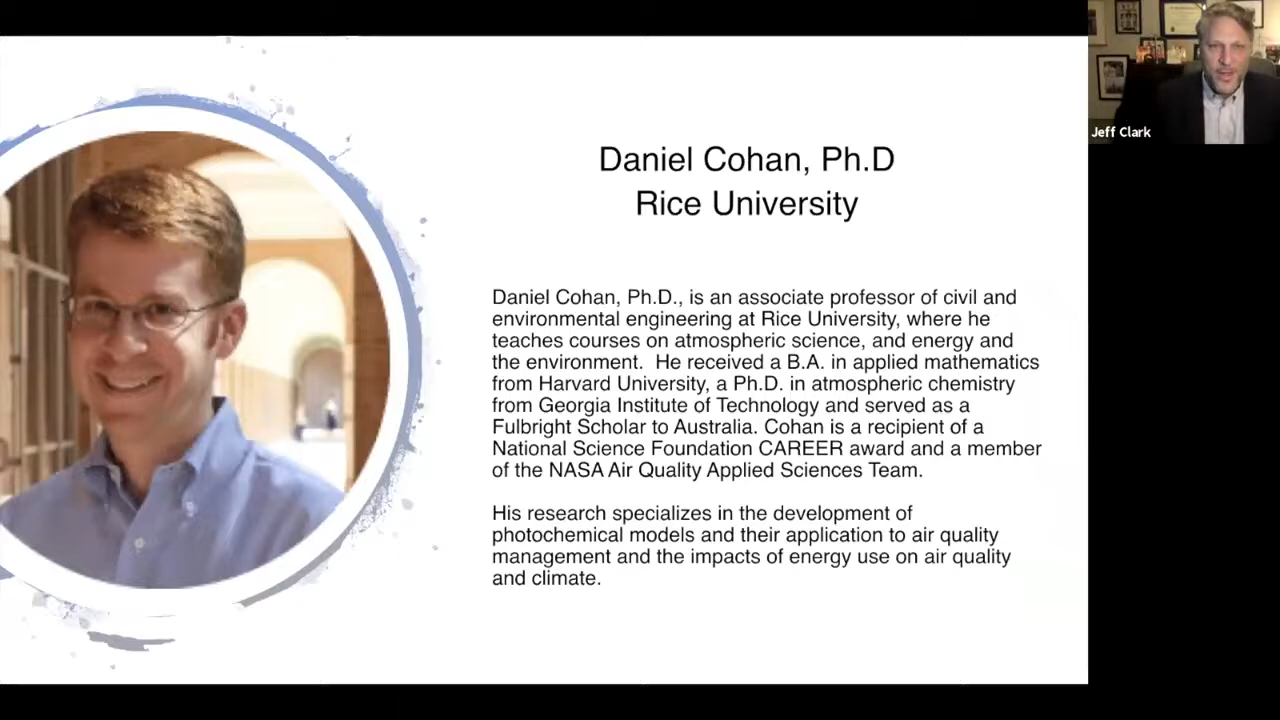 Daniel Cohan, Ph.D
Rice University
Daniel Cohan, Ph.D., is an associate professor of civil and
environmental engineering at Rice University, where he
teaches courses on atmospheric science, and energy and
the environment.  He received a B.A. in applied mathematics
from Harvard University, a Ph.D. in atmospheric chemistry
from Georgia Institute of Technology and served as a
Fulbright Scholar to Australia. Cohan is a recipient of a
National Science Foundation CAREER award and a member
of the NASA Air Quality Applied Sciences Team.
His research specializes in the development of
photochemical models and their application to air quality
management and the impacts of energy use on air quality
and climate.
Jeff Clark